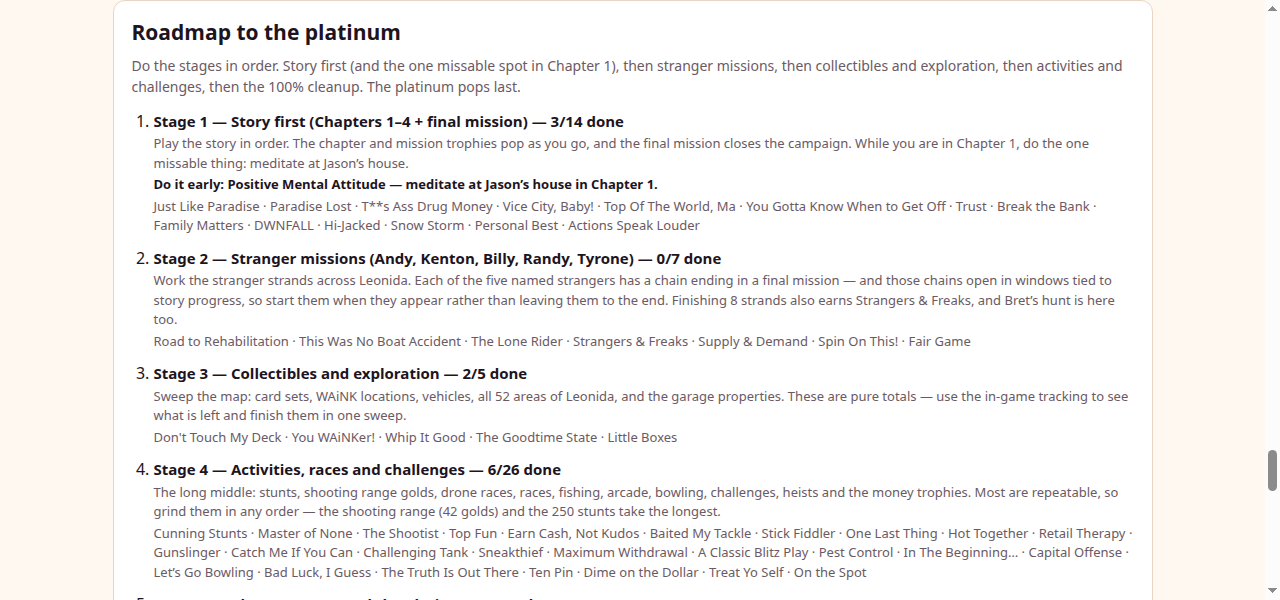 Roadmap to the platinum
Do the stages in order. Story first (and the one missable spot in Chapter 1), then stranger missions, then collectibles and exploration, then activities and
challenges, then the 100% cleanup. The platinum pops last.
1. Stage 1 — Story first (Chapters 1–4 + final mission) — 3/14 done
Play the story in order. The chapter and mission trophies pop as you go, and the final mission closes the campaign. While you are in Chapter 1, do the one
missable thing: meditate at Jason’s house.
Do it early: Positive Mental Attitude — meditate at Jason’s house in Chapter 1.
Just Like Paradise · Paradise Lost · T**s Ass Drug Money · Vice City, Baby! · Top Of The World, Ma · You Gotta Know When to Get Off · Trust · Break the Bank ·
Family Matters · DWNFALL · Hi-Jacked · Snow Storm · Personal Best · Actions Speak Louder
2. Stage 2 — Stranger missions (Andy, Kenton, Billy, Randy, Tyrone) — 0/7 done
Work the stranger strands across Leonida. Each of the five named strangers has a chain ending in a final mission — and those chains open in windows tied to
story progress, so start them when they appear rather than leaving them to the end. Finishing 8 strands also earns Strangers & Freaks, and Bret’s hunt is here
too.
Road to Rehabilitation · This Was No Boat Accident · The Lone Rider · Strangers & Freaks · Supply & Demand · Spin On This! · Fair Game
3. Stage 3 — Collectibles and exploration — 2/5 done
Sweep the map: card sets, WAiNK locations, vehicles, all 52 areas of Leonida, and the garage properties. These are pure totals — use the in-game tracking to see
what is left and finish them in one sweep.
Don't Touch My Deck · You WAiNKer! · Whip It Good · The Goodtime State · Little Boxes
4. Stage 4 — Activities, races and challenges — 6/26 done
The long middle: stunts, shooting range golds, drone races, races, fishing, arcade, bowling, challenges, heists and the money trophies. Most are repeatable, so
grind them in any order — the shooting range (42 golds) and the 250 stunts take the longest.
Cunning Stunts · Master of None · The Shootist · Top Fun · Earn Cash, Not Kudos · Baited My Tackle · Stick Fiddler · One Last Thing · Hot Together · Retail Therapy ·
Gunslinger · Catch Me If You Can · Challenging Tank · Sneakthief · Maximum Withdrawal · A Classic Blitz Play · Pest Control · In The Beginning... · Capital Offense ·
Let’s Go Bowling · Bad Luck, I Guess · The Truth Is Out There · Ten Pin · Dime on the Dollar · Treat Yo Self · On the Spot